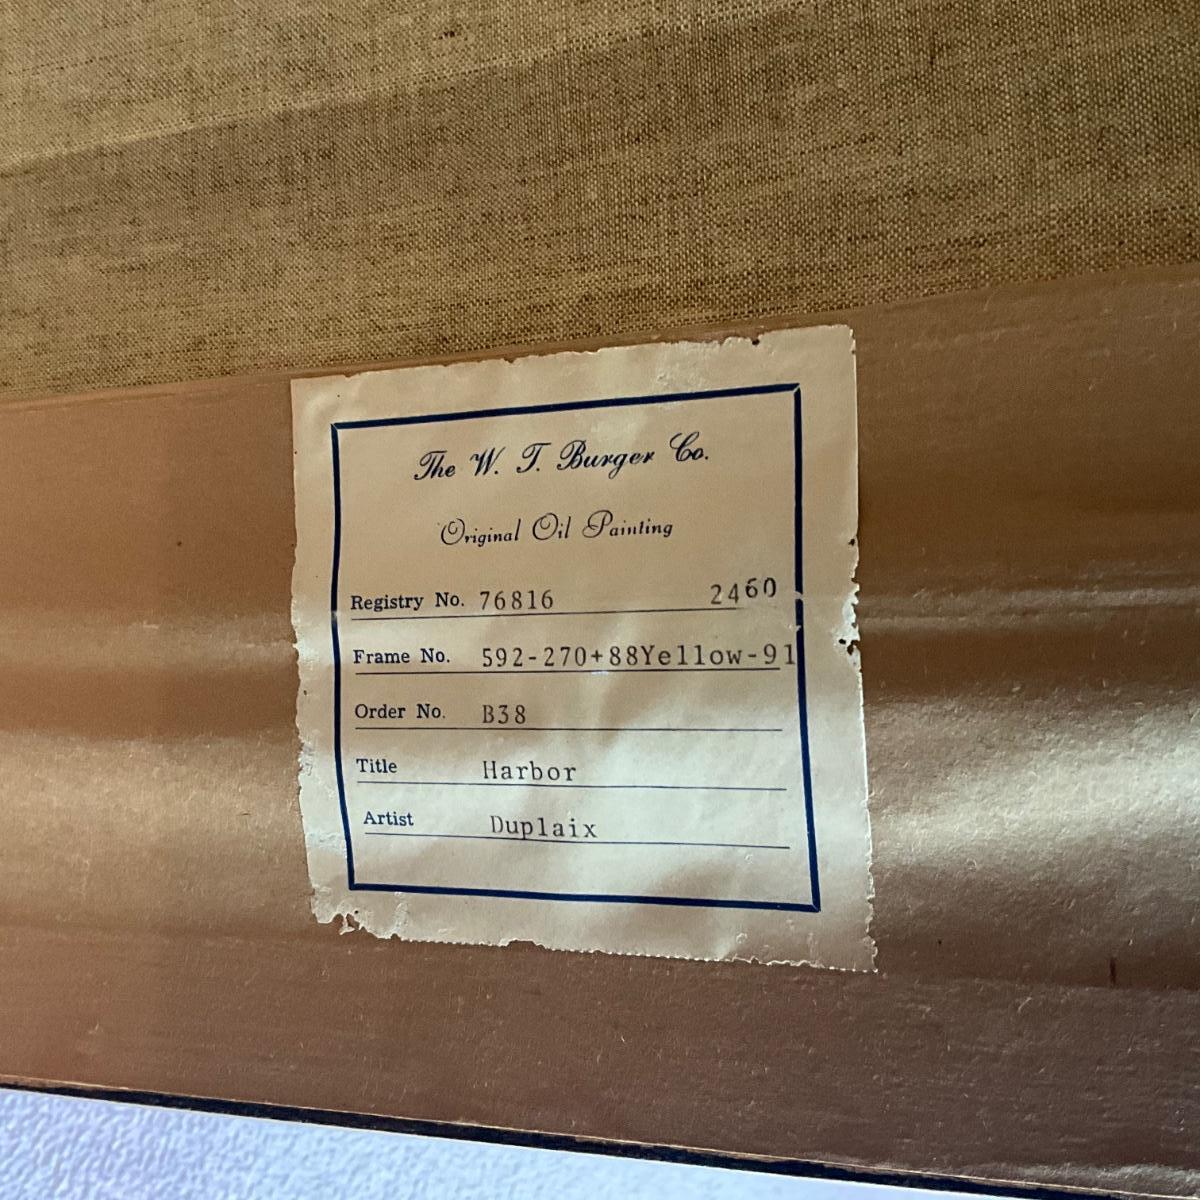 The W. T. Burger Co.
Original Oil Painting
Registry No. 76816 2460
Frame No. 592-270+88Yellow-91
Order No. B38
Title Harbor
Artist Duplaix